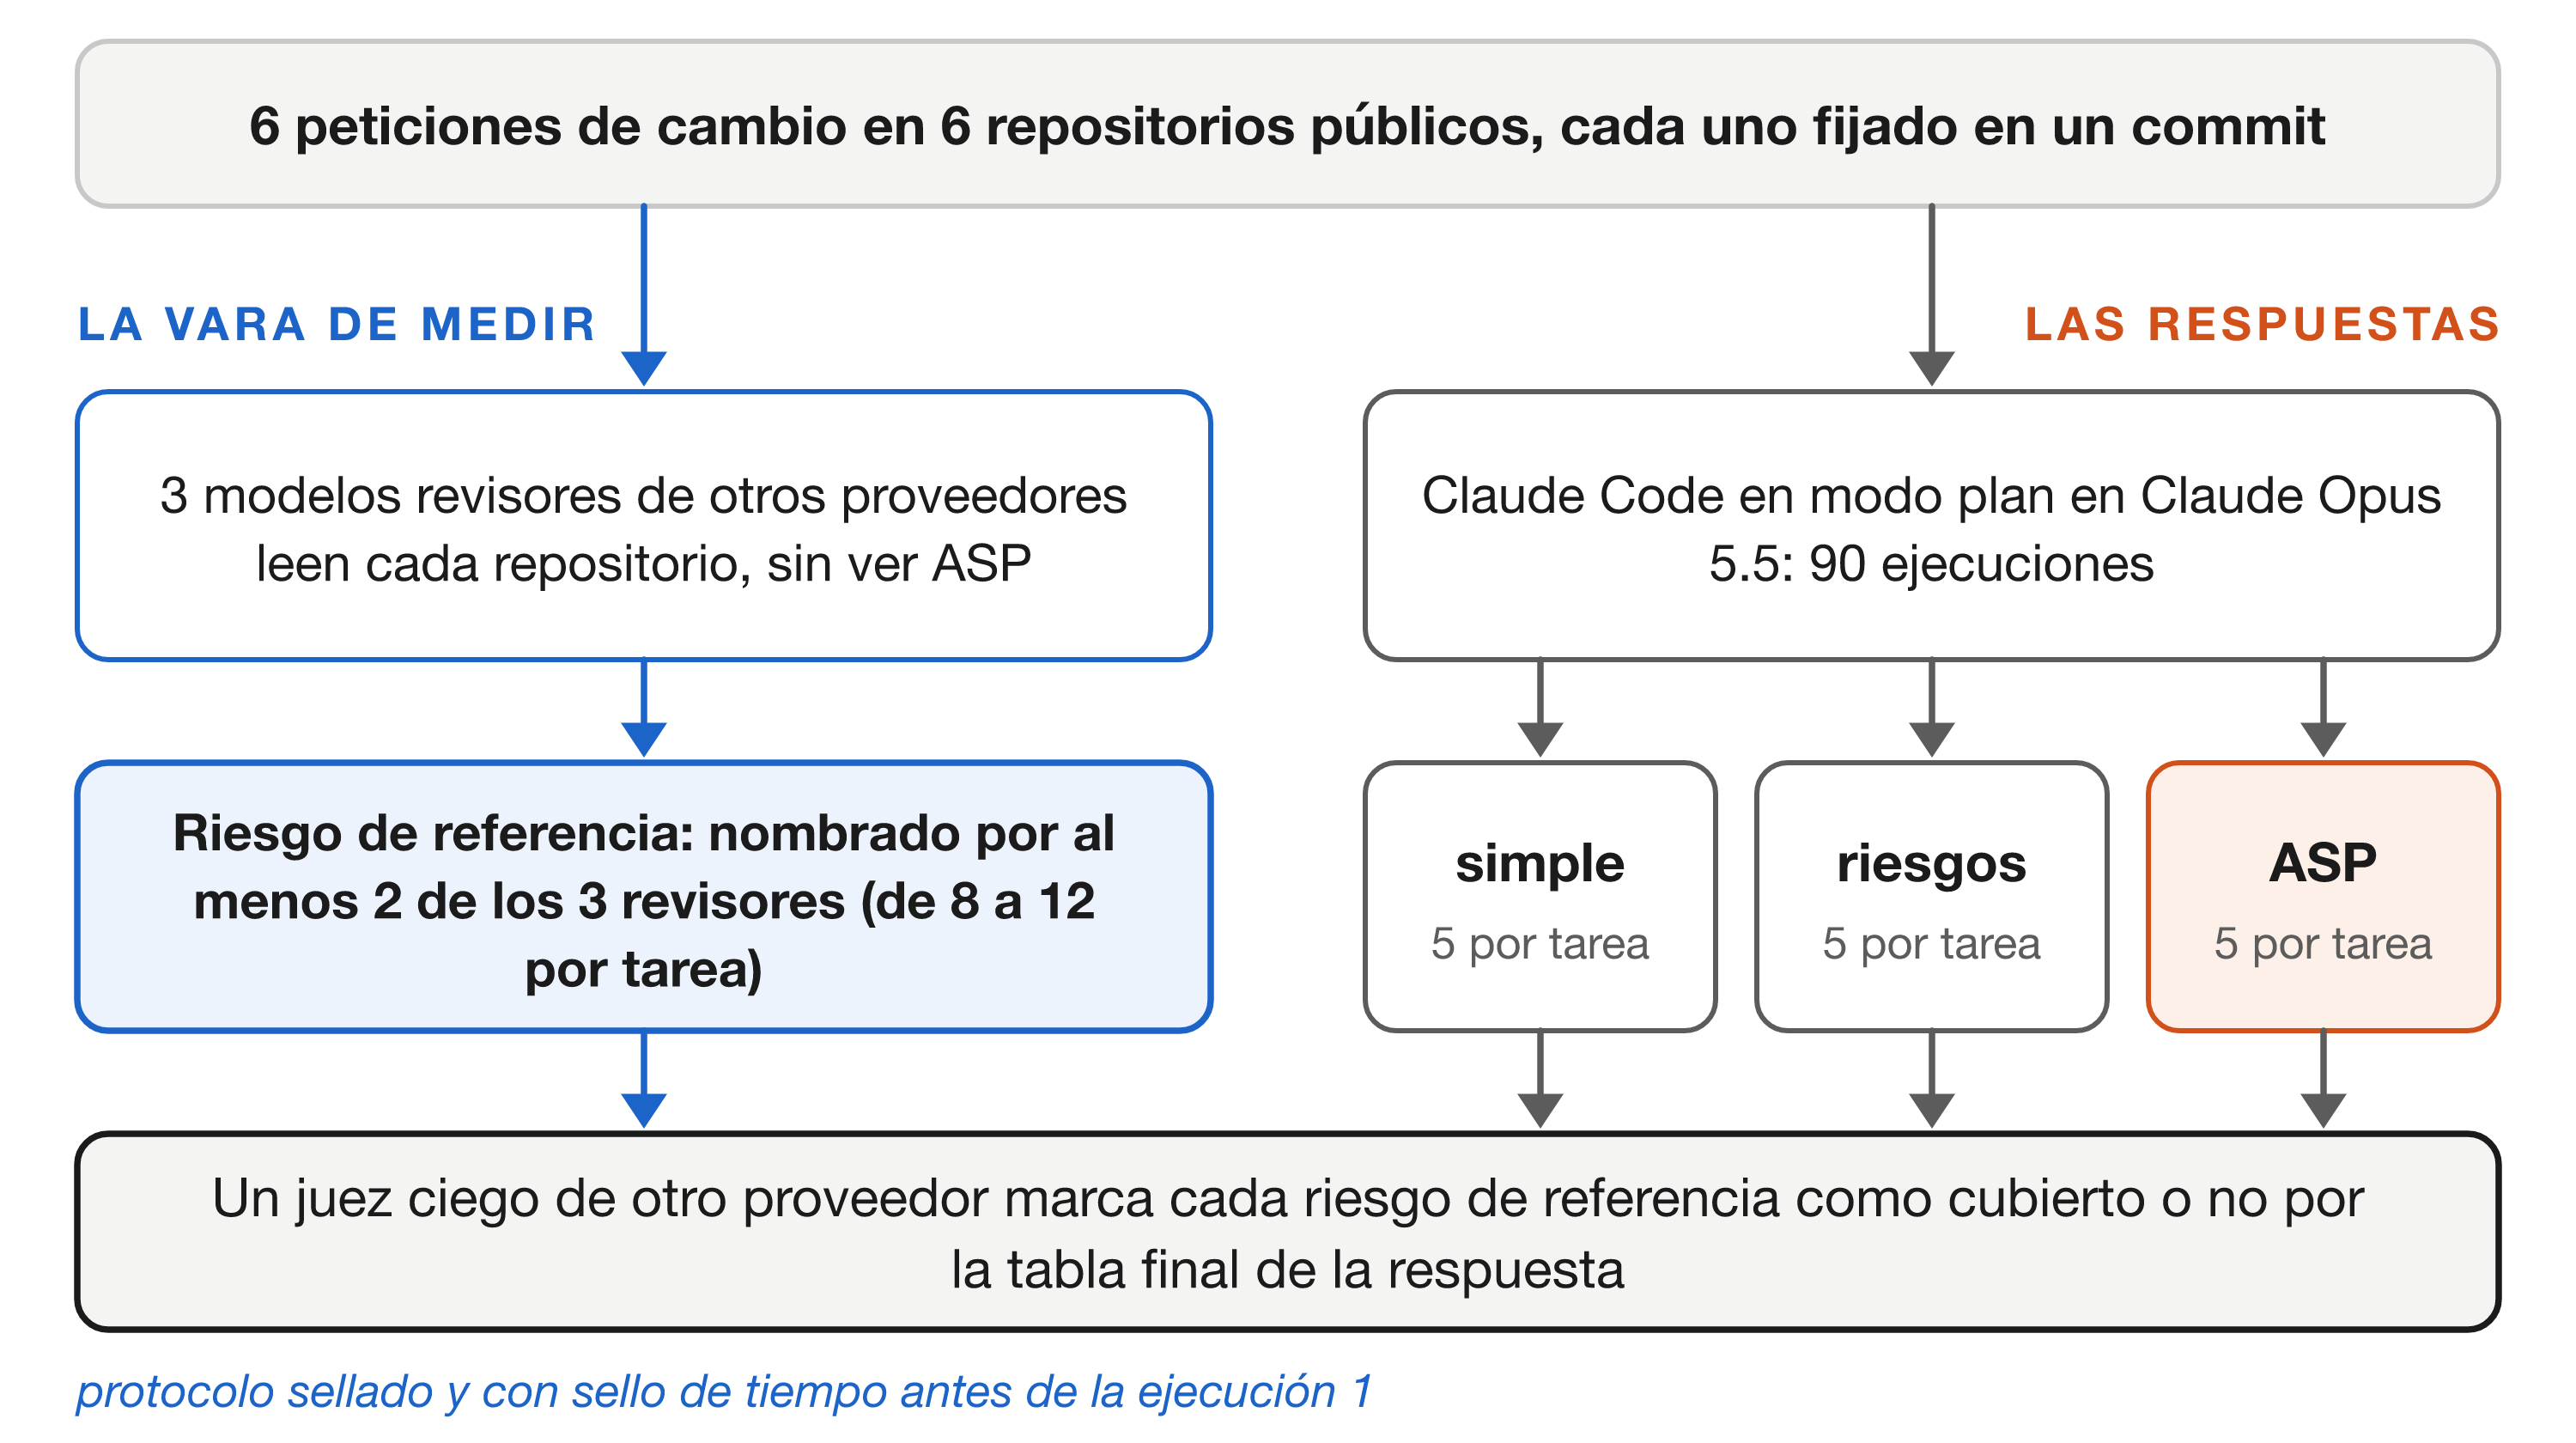 6 peticiones de cambio en 6 repositorios públicos, cada uno fijado en un commit
LA VARA DE MEDIR
LAS RESPUESTAS
3 modelos revisores de otros proveedores
leen cada repositorio, sin ver ASP
Claude Code en modo plan en Claude Opus
5.5: 90 ejecuciones
Riesgo de referencia: nombrado por al
menos 2 de los 3 revisores (de 8 a 12
por tarea)
simple
5 por tarea
riesgos
5 por tarea
ASP
5 por tarea
Un juez ciego de otro proveedor marca cada riesgo de referencia como cubierto o no por
la tabla final de la respuesta
protocolo sellado y con sello de tiempo antes de la ejecución 1